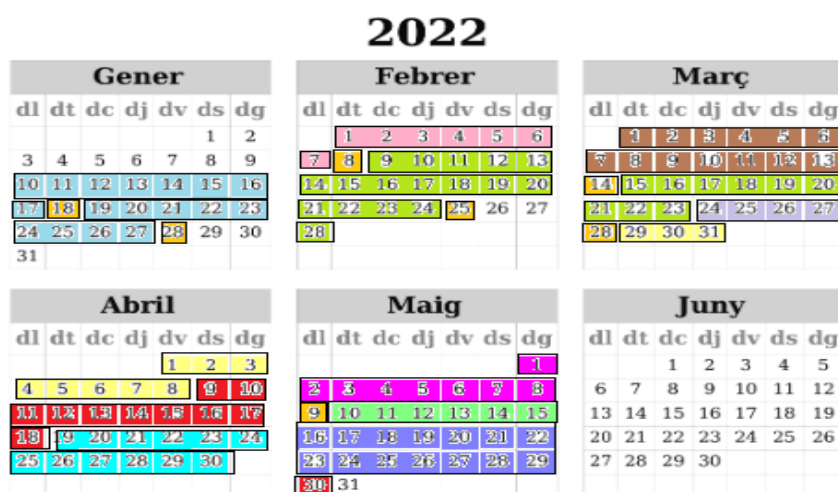 2022
Gener Febrer Març
dl dt dc dj dv ds dg dl dt dc dj dv ds dg dl dt dc dj dv ds dg
1 2 1 2 3 4 5 6 1 2 3 4 5 6
3 4 5 6 7 8 9 7 8 9 10 11 12 13 7 8 9 10 11 12 13
10 11 12 13 14 15 16 14 15 16 17 18 19 20 14 15 16 17 18 19 20
17 18 19 20 21 22 23 21 22 23 24 25 26 27 21 22 23 24 25 26 27
24 25 26 27 28 29 30 28 28 29 30 31
31
Abril Maig Juny
dl dt dc dj dv ds dg dl dt dc dj dv ds dg dl dt dc dj dv ds dg
1 2 3 1 1 2 3 4 5
4 5 6 7 8 9 10 2 3 4 5 6 7 8 6 7 8 9 10 11 12
11 12 13 14 15 16 17 9 10 11 12 13 14 15 13 14 15 16 17 18 19
18 19 20 21 22 23 24 16 17 18 19 20 21 22 20 21 22 23 24 25 26
25 26 27 28 29 30 23 24 25 26 27 28 29 27 28 29 30
30 31